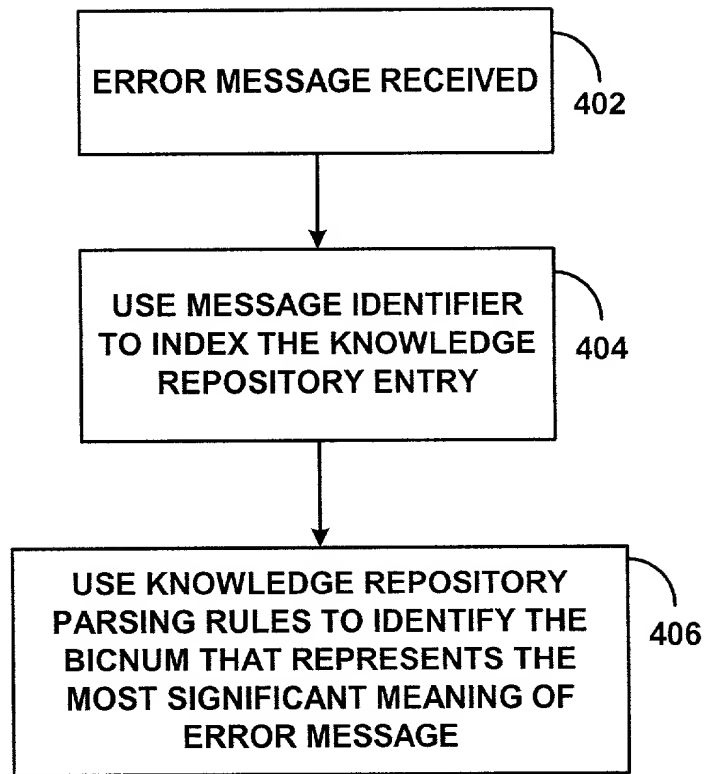 ERROR MESSAGE RECEIVED
402
USE MESSAGE IDENTIFIER
TO INDEX THE KNOWLEDGE
REPOSITORY ENTRY
404
USE KNOWLEDGE REPOSITORY
PARSING RULES TO IDENTIFY THE
BICNUM THAT REPRESENTS THE
MOST SIGNIFICANT MEANING OF
ERROR MESSAGE
406